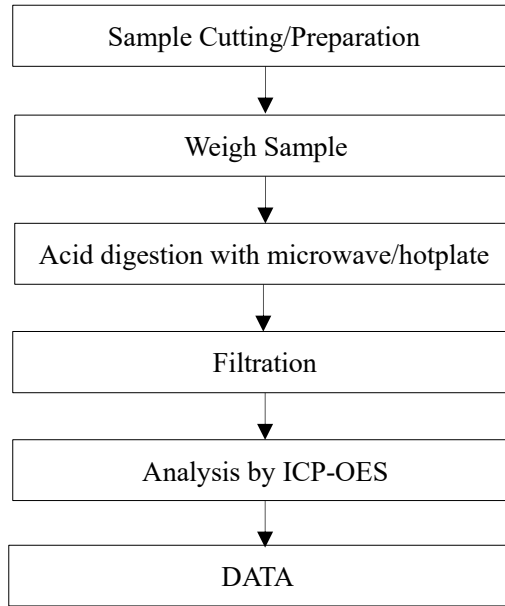 Sample Cutting/Preparation
Weigh Sample
Acid digestion with microwave/hotplate
Filtration
Analysis by ICP-OES
DATA